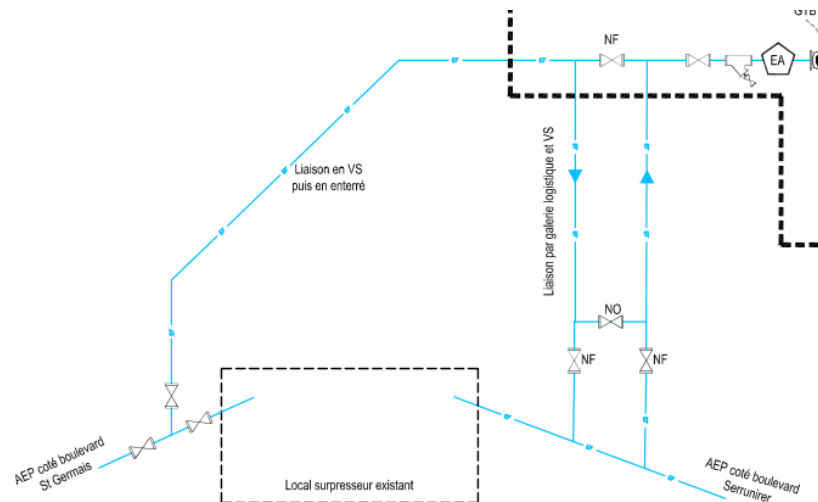 GTB
NF
EA
Liaison en VS
puis en enterré
Liaison par galerie logistique et VS
NO
NF
NF
AEP coté boulevard
St Germais
Local surpresseur existant
AEP coté boulevard
Serrunirer